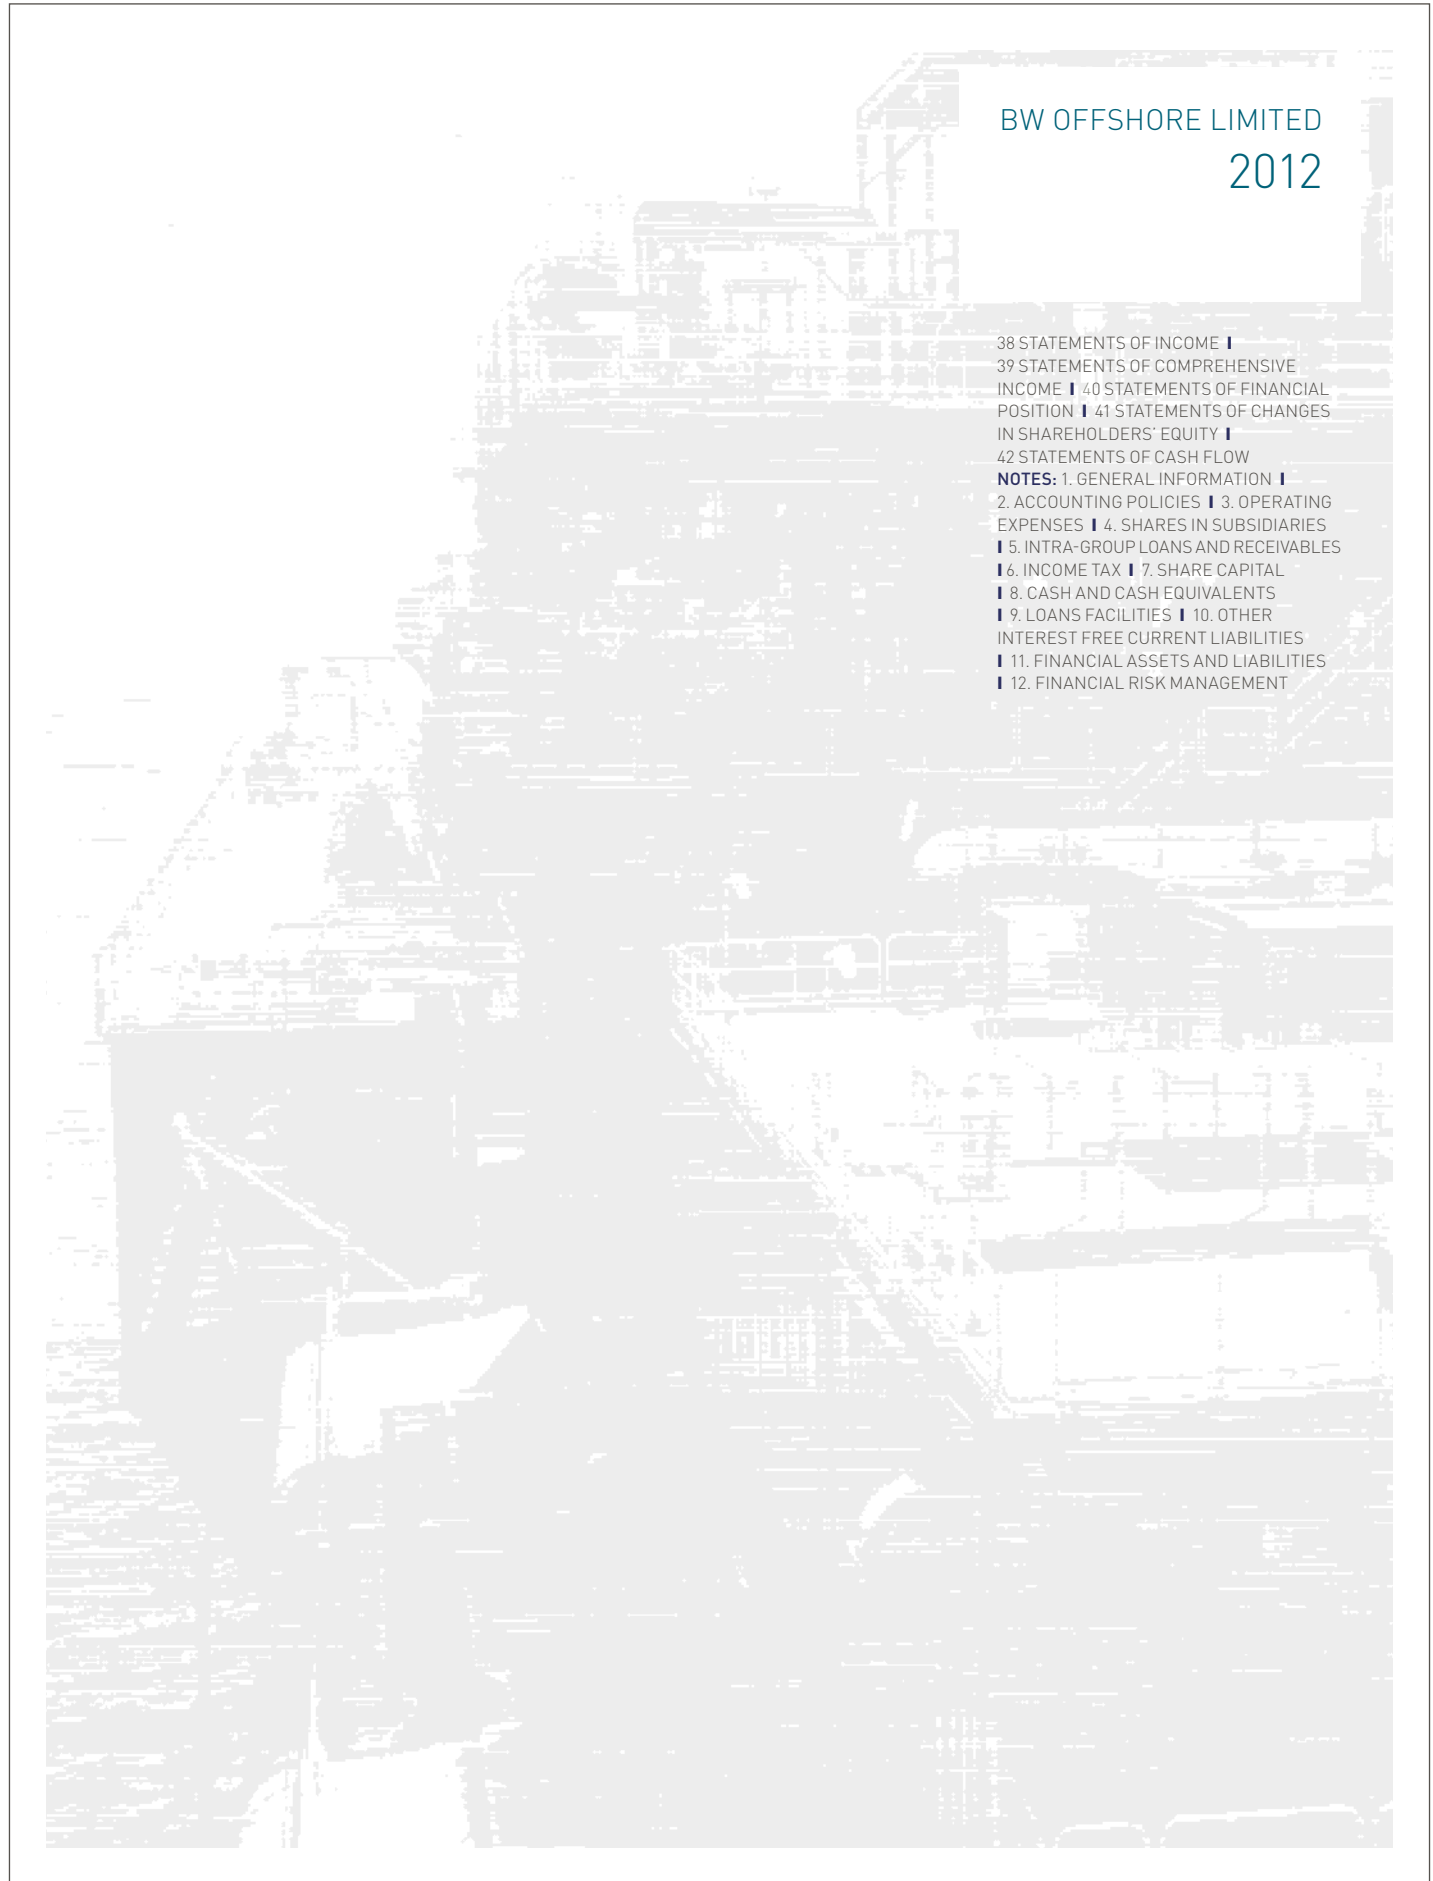 BW OFFSHORE LIMITED
2012
38 STATEMENTS OF INCOME I
39 STATEMENTS OF COMPREHENSIVE
INCOME I 40 STATEMENTS OF FINANCIAL
POSITION I 41 STATEMENTS OF CHANGES
IN SHAREHOLDERS' EQUITY I
42 STATEMENTS OF CASH FLOW
NOTES: 1. GENERAL INFORMATION I
2. ACCOUNTING POLICIES I 3. OPERATING
EXPENSES I 4. SHARES IN SUBSIDIARIES
I 5. INTRA-GROUP LOANS AND RECEIVABLES
I 6. INCOME TAX I 7. SHARE CAPITAL
I 8. CASH AND CASH EQUIVALENTS
I 9. LOANS FACILITIES I 10. OTHER
INTEREST FREE CURRENT LIABILITIES
I 11. FINANCIAL ASSETS AND LIABILITIES
I 12. FINANCIAL RISK MANAGEMENT